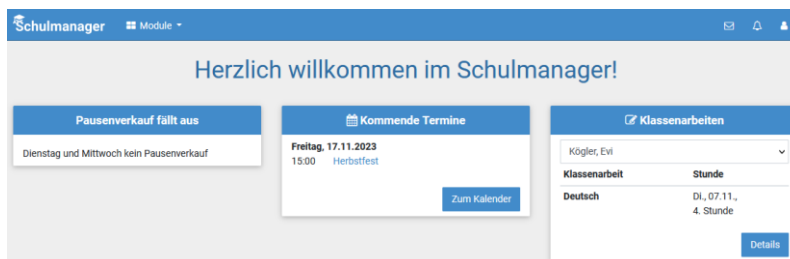 Schulmanager
Module
Herzlich willkommen im Schulmanager!
Pausenverkauf fällt aus
Dienstag und Mittwoch kein Pausenverkauf
Kommende Termine
Freitag, 17.11.2023
15:00 Herbstfest
Zum Kalender
Klassenarbeiten
Kögler, Evi
Klassenarbeit Stunde
Deutsch Di., 07.11.,
4. Stunde
Details